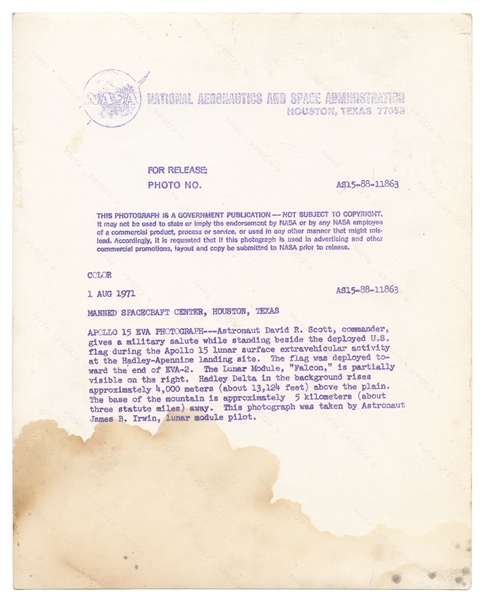 NASA
NATIONAL AERONAUTICS AND SPACE ADMINISTRATION
HOUSTON, TEXAS 77058
FOR RELEASE:
PHOTO NO. AS15-88-11863
THIS PHOTOGRAPH IS A GOVERNMENT PUBLICATION—NOT SUBJECT TO COPYRIGHT.
It may not be used to state or imply the endorsement by NASA or by any NASA employee
of a commercial product, process or service, or used in any other manner that might mis-
lead. Accordingly, it is requested that if this photograph is used in advertising and other
commercial promotions, layout and copy be submitted to NASA prior to release.
COLOR
1 AUG 1971 AS15-88-11863
MANNED SPACECRAFT CENTER, HOUSTON, TEXAS
APOLLO 15 EVA PHOTOGRAPH---Astronaut David R. Scott, commander,
gives a military salute while standing beside the deployed U.S.
flag during the Apollo 15 lunar surface extravehicular activity
at the Hadley-Apennine landing site. The flag was deployed to-
ward the end of EVA-2. The Lunar Module, "Falcon," is partially
visible on the right. Hadley Delta in the background rises
approximately 4,000 meters (about 13,124 feet) above the plain.
The base of the mountain is approximately 5 kilometers (about
three statute miles) away. This photograph was taken by Astronaut
James B. Irwin, lunar module pilot.